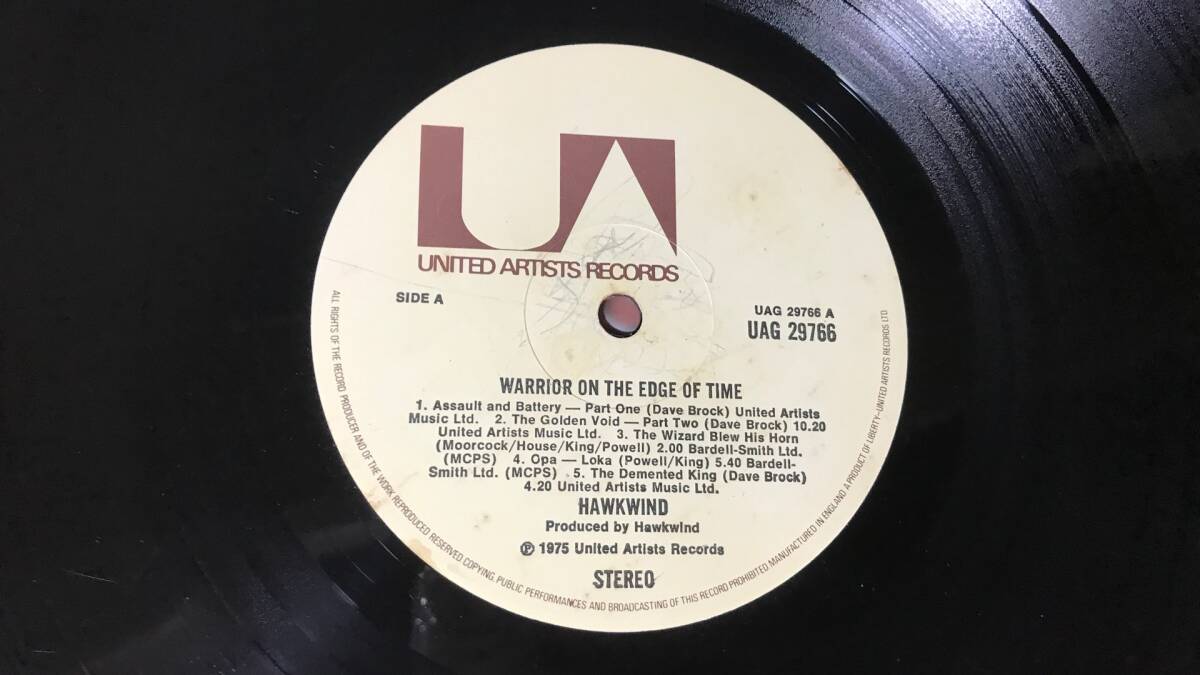 UA
UNITED ARTISTS RECORDS
SIDE A
UAG 29766 A
UAG 29766
WARRIOR ON THE EDGE OF TIME
1. Assault and Battery — Part One (Dave Brock) United Artists
Music Ltd. 2. The Golden Void — Part Two (Dave Brock) 10.20
United Artists Music Ltd. 3. The Wizard Blew His Horn
(Moorcock/House/King/Powell) 2.00 Bardell-Smith Ltd.
(MCPS) 4. Opa — Loka (Powell/King) 5.40 Bardell-
Smith Ltd. (MCPS) 5. The Demented King (Dave Brock)
4.20 United Artists Music Ltd.
HAWKWIND
Produced by Hawkwind
℗ 1975 United Artists Records
STEREO
ALL RIGHTS OF THE RECORD PRODUCER AND OF THE WORK REPRODUCED RESERVED COPYING, PUBLIC PERFORMANCES AND BROADCASTING OF THIS RECORD PROHIBITED. MANUFACTURED IN ENGLAND A PRODUCT OF LIBERTY-UNITED ARTISTS RECORDS LTD